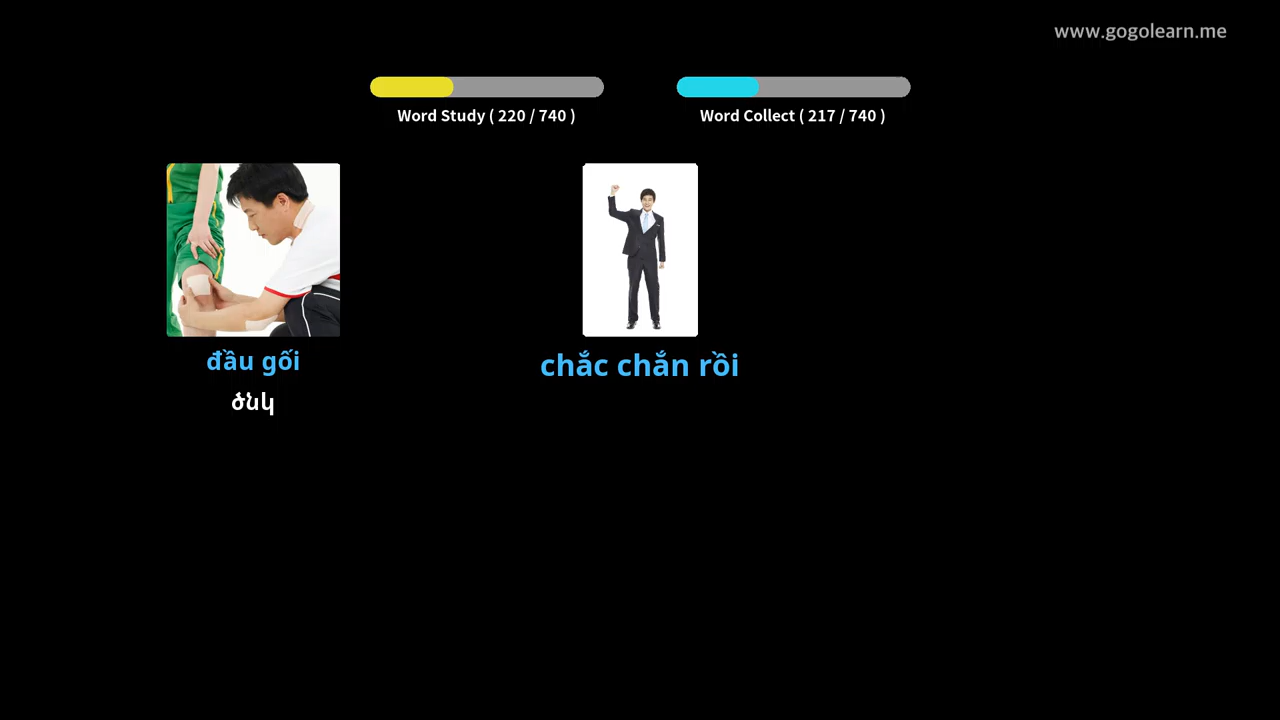 www.gogolearn.me
Word Study ( 220 / 740 )
Word Collect ( 217 / 740 )
đầu gối
ծնկ
chắc chắn rồi